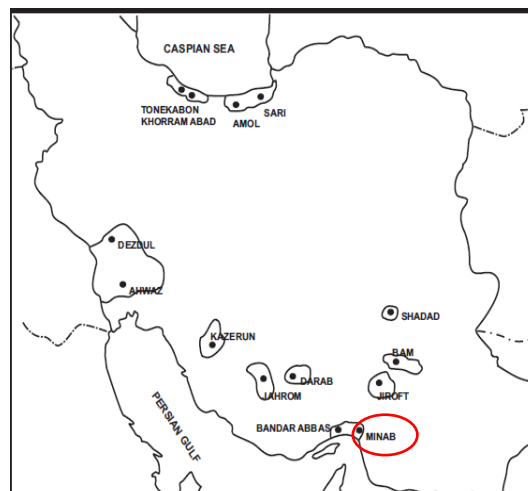 CASPIAN SEA
TONEKABON
KHORRAM ABAD
SARI
AMOL
DEZDUL
AHWAZ
SHADAD
KAZERUN
BAM
DARAB
JAHROM
JIROFT
PERSIAN GULF
BANDAR ABBAS
MINAB